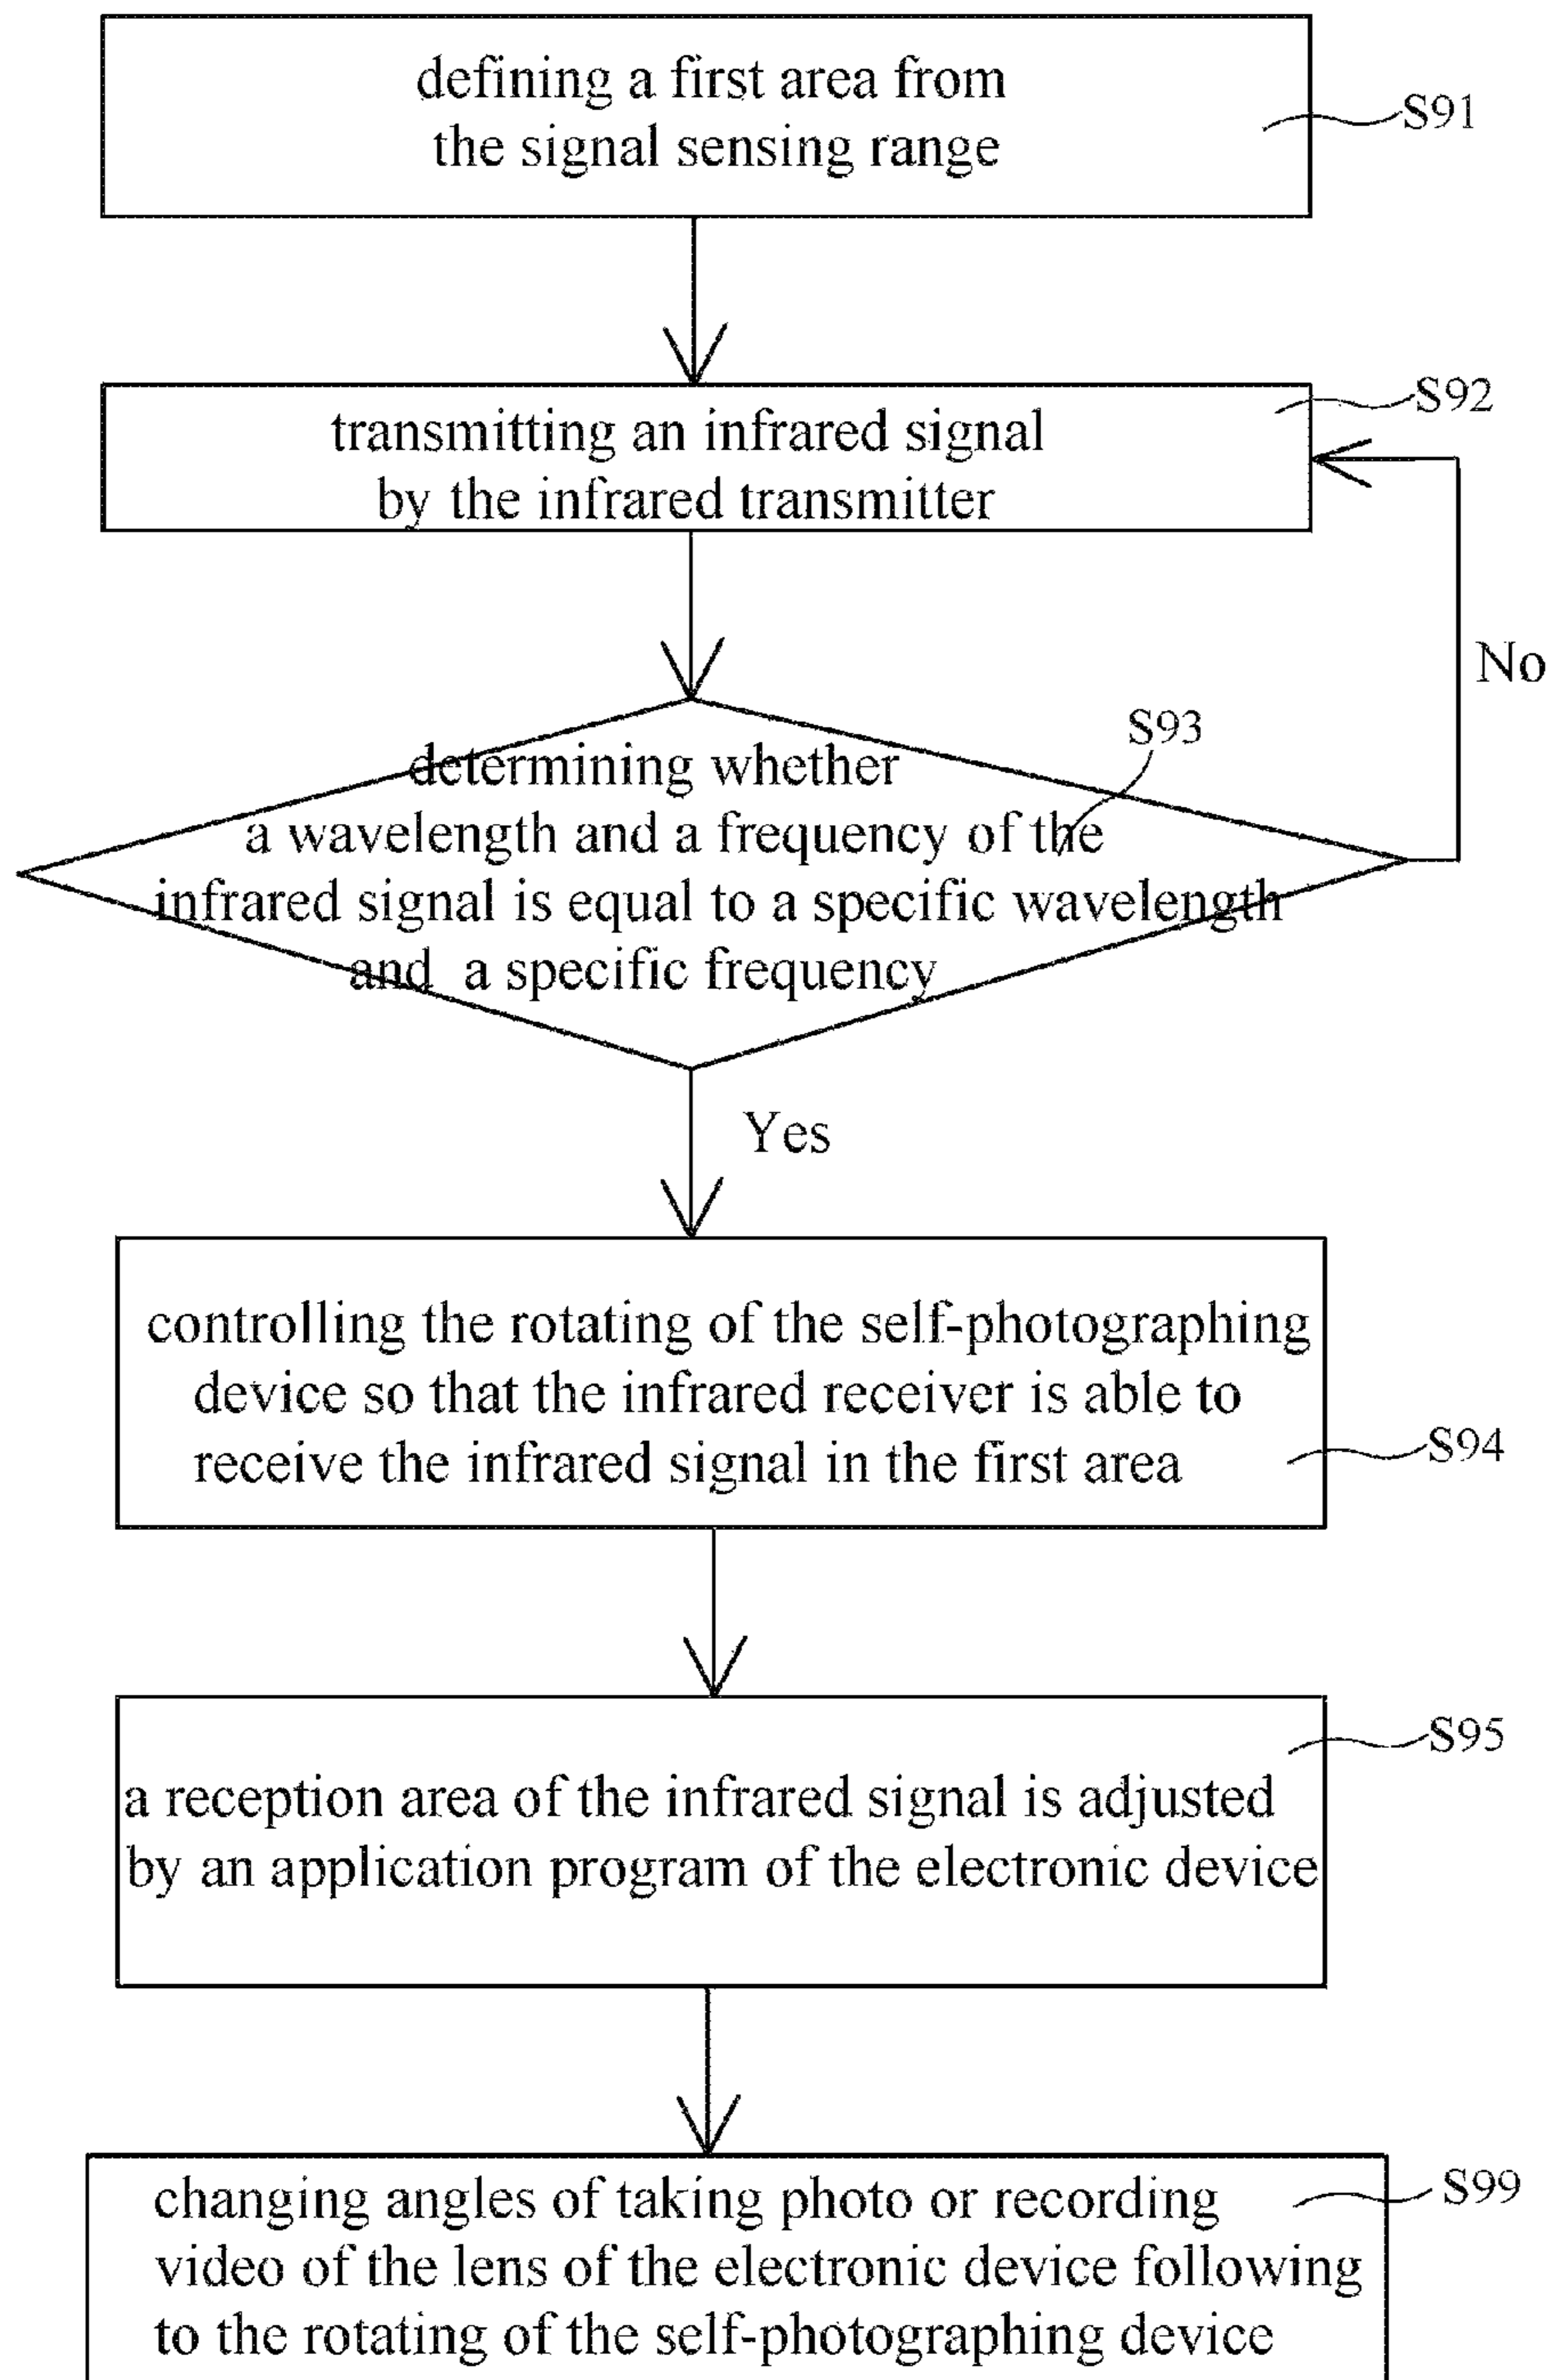 defining a first area from
the signal sensing range
S91
S92
transmitting an infrared signal
by the infrared transmitter
No
S93
determining whether
a wavelength and a frequency of the
infrared signal is equal to a specific wavelength
and a specific frequency
Yes
controlling the rotating of the self-photographing
device so that the infrared receiver is able to
receive the infrared signal in the first area
S94
S95
a reception area of the infrared signal is adjusted
by an application program of the electronic device
S99
changing angles of taking photo or recording
video of the lens of the electronic device following
to the rotating of the self-photographing device